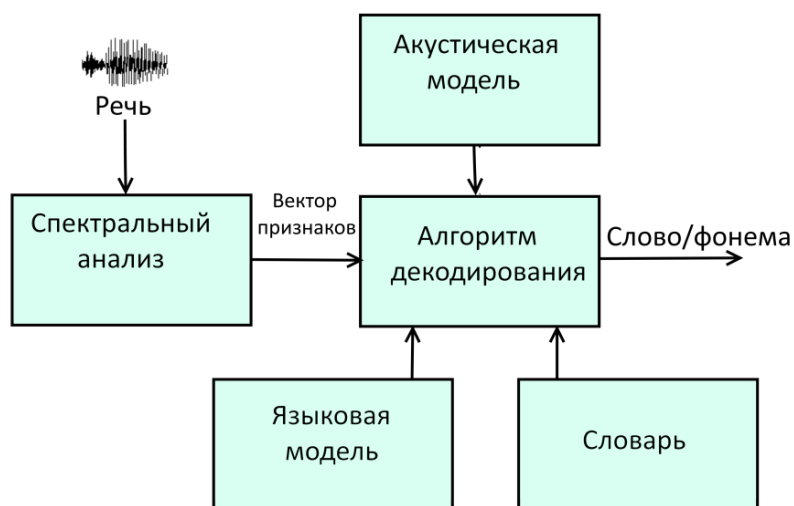 Акустическая
модель
Речь
Спектральный
анализ
Вектор
признаков
Алгоритм
декодирования
Слово/фонема
Языковая
модель
Словарь